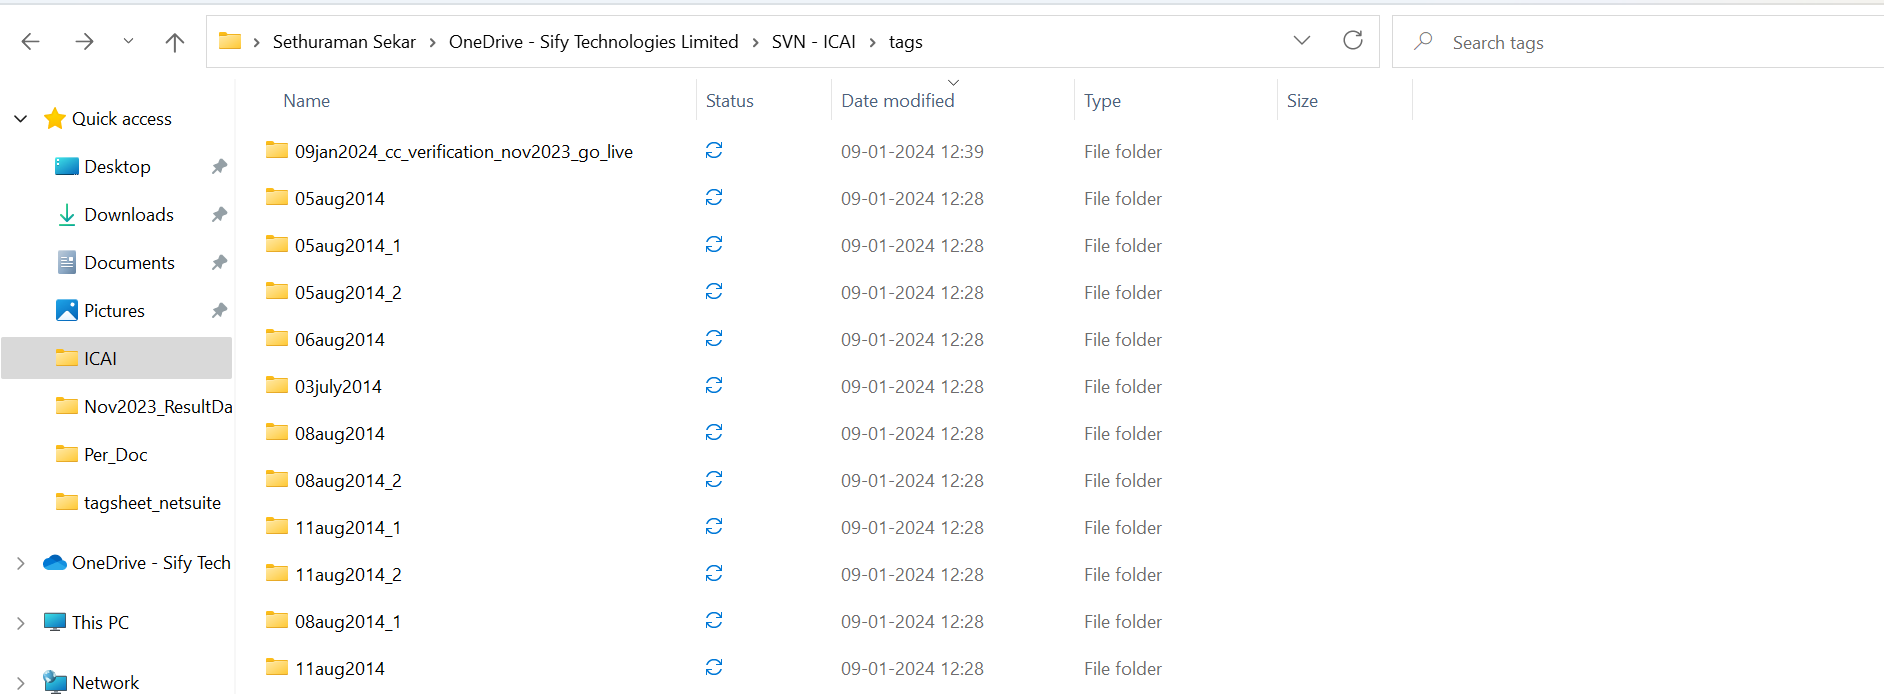 Sethuraman Sekar > OneDrive - Sify Technologies Limited > SVN - ICAI > tags
Search tags
Name Status Date modified Type Size
Quick access
Desktop
Downloads
Documents
Pictures
ICAI
Nov2023_ResultDa
Per_Doc
tagsheet_netsuite
OneDrive - Sify Tech
This PC
Network
09jan2024_cc_verification_nov2023_go_live 09-01-2024 12:39 File folder
05aug2014 09-01-2024 12:28 File folder
05aug2014_1 09-01-2024 12:28 File folder
05aug2014_2 09-01-2024 12:28 File folder
06aug2014 09-01-2024 12:28 File folder
03july2014 09-01-2024 12:28 File folder
08aug2014 09-01-2024 12:28 File folder
08aug2014_2 09-01-2024 12:28 File folder
11aug2014_1 09-01-2024 12:28 File folder
11aug2014_2 09-01-2024 12:28 File folder
08aug2014_1 09-01-2024 12:28 File folder
11aug2014 09-01-2024 12:28 File folder